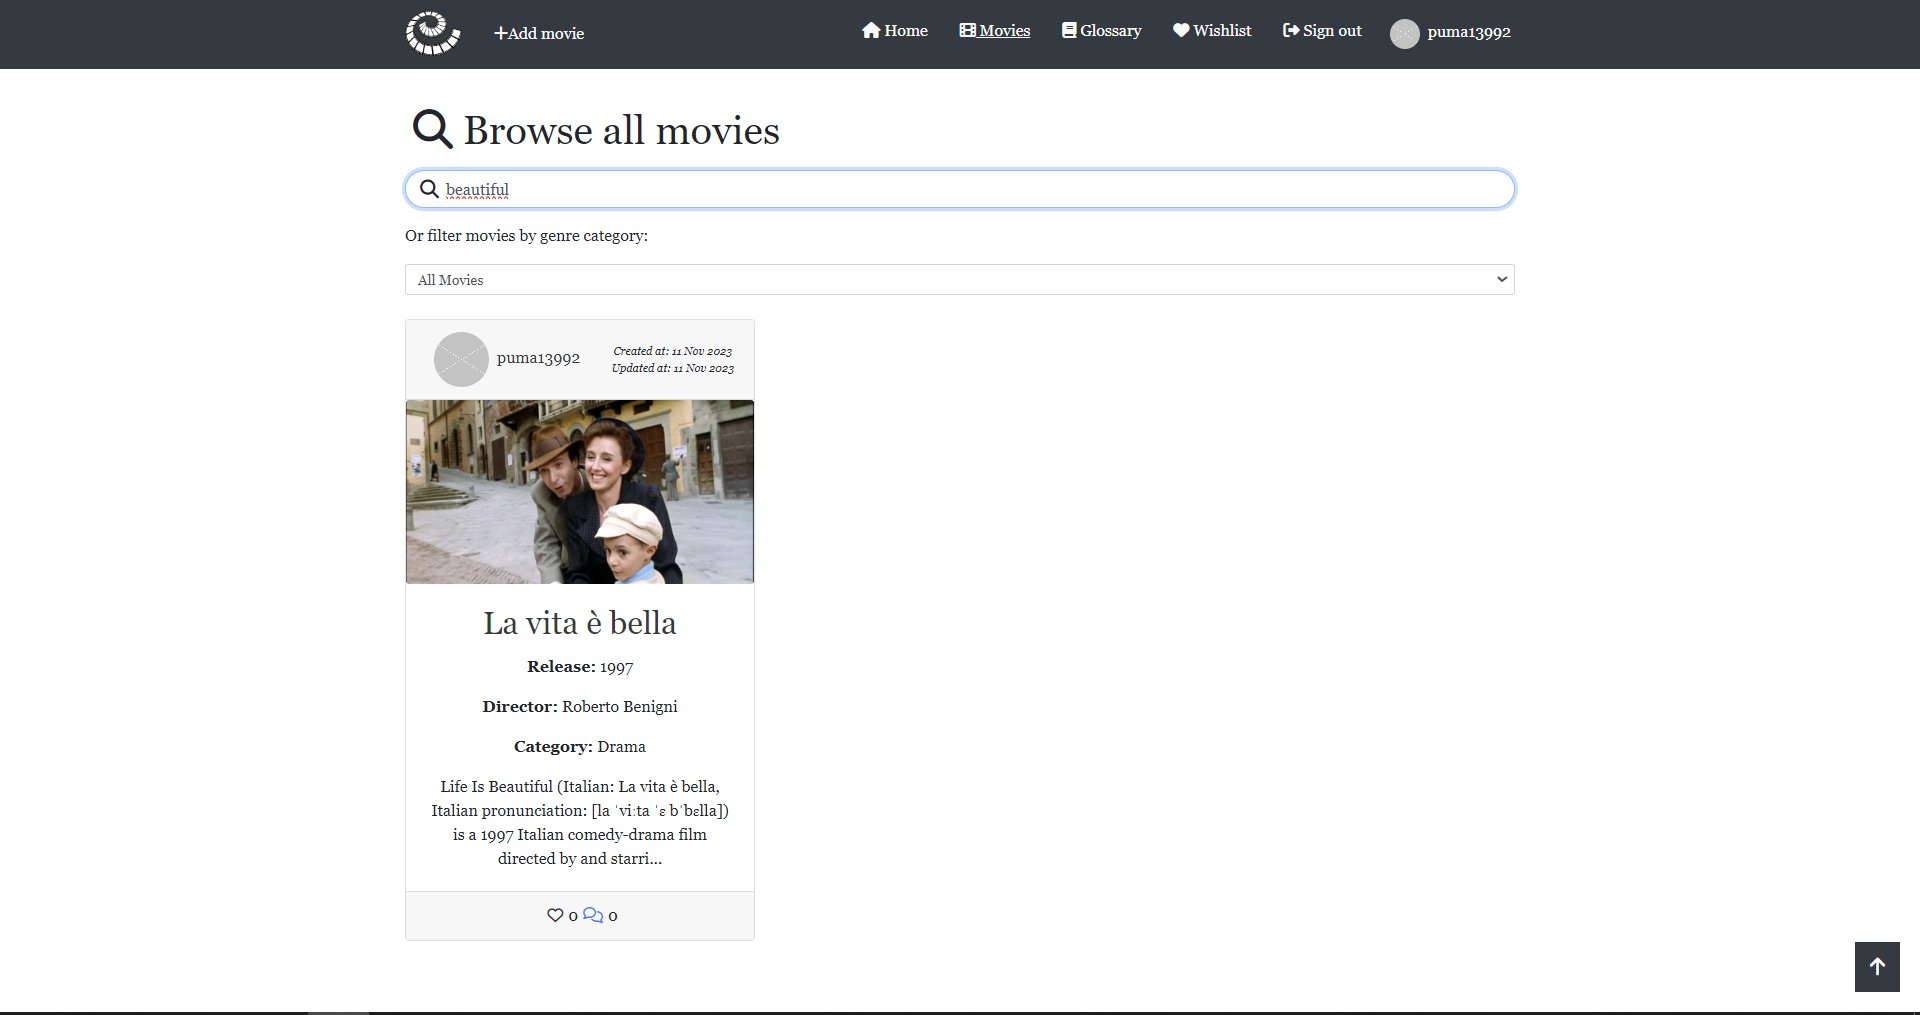 Add movie
Home
Movies
Glossary
Wishlist
Sign out
puma13992
Browse all movies
beautiful
Or filter movies by genre category:
All Movies
puma13992
Created at: 11 Nov 2023
Updated at: 11 Nov 2023
La vita è bella
Release: 1997
Director: Roberto Benigni
Category: Drama
Life Is Beautiful (Italian: La vita è bella,
Italian pronunciation: [la ˈviːta ˈɛ bˈbɛlla])
is a 1997 Italian comedy-drama film
directed by and starri...
0 0